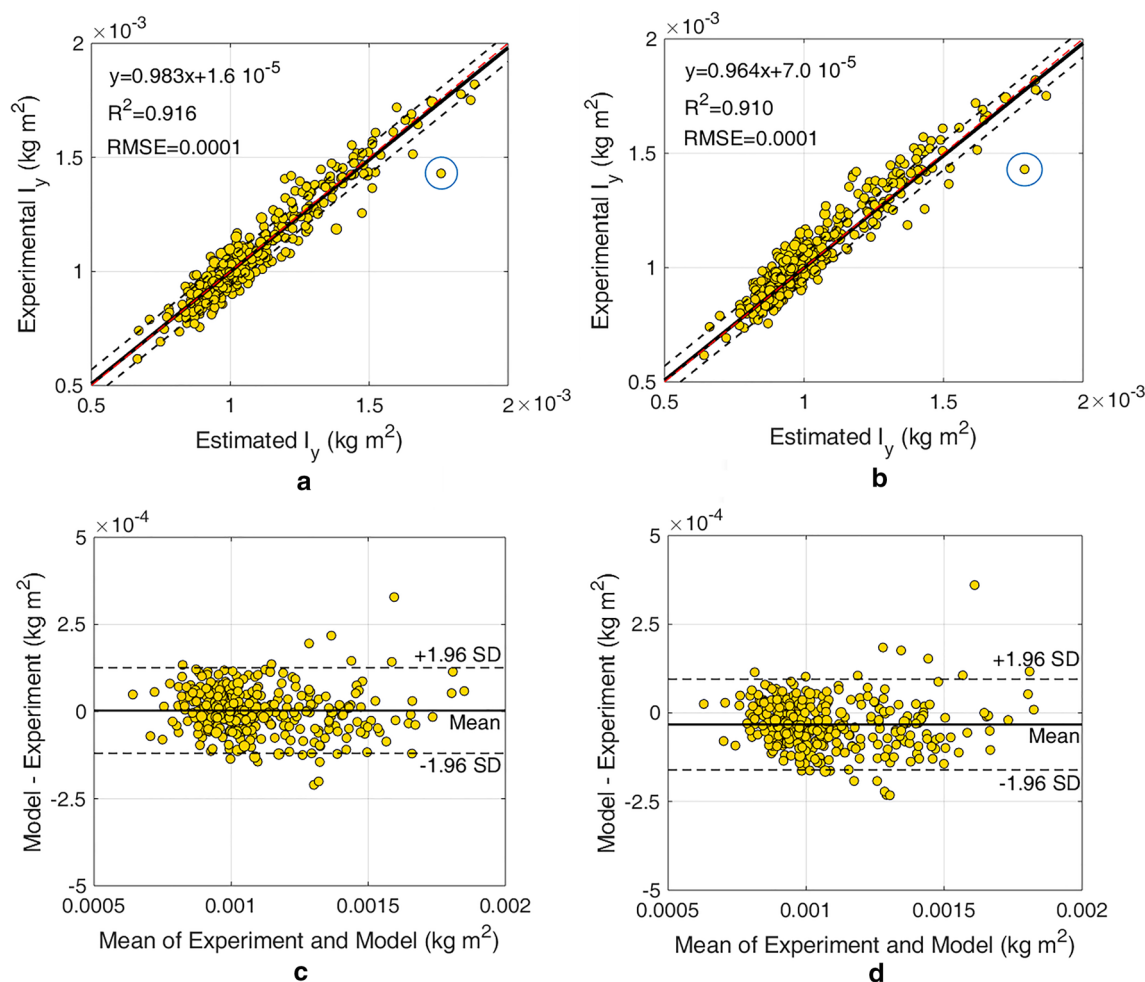 ×10⁻³
2
1.5
1
0.5
Experimental I_y (kg m²)
y=0.983x+1.6 10⁻⁵
R²=0.916
RMSE=0.0001
0.5 1 1.5 2×10⁻³
Estimated I_y (kg m²)
a
×10⁻³
2
1.5
1
0.5
Experimental I_y (kg m²)
y=0.964x+7.0 10⁻⁵
R²=0.910
RMSE=0.0001
0.5 1 1.5 2×10⁻³
Estimated I_y (kg m²)
b
×10⁻⁴
5
2.5
0
-2.5
-5
Model - Experiment (kg m²)
+1.96 SD
Mean
-1.96 SD
0.0005 0.001 0.0015 0.002
Mean of Experiment and Model (kg m²)
c
×10⁻⁴
5
2.5
0
-2.5
-5
Model - Experiment (kg m²)
+1.96 SD
Mean
-1.96 SD
0.0005 0.001 0.0015 0.002
Mean of Experiment and Model (kg m²)
d